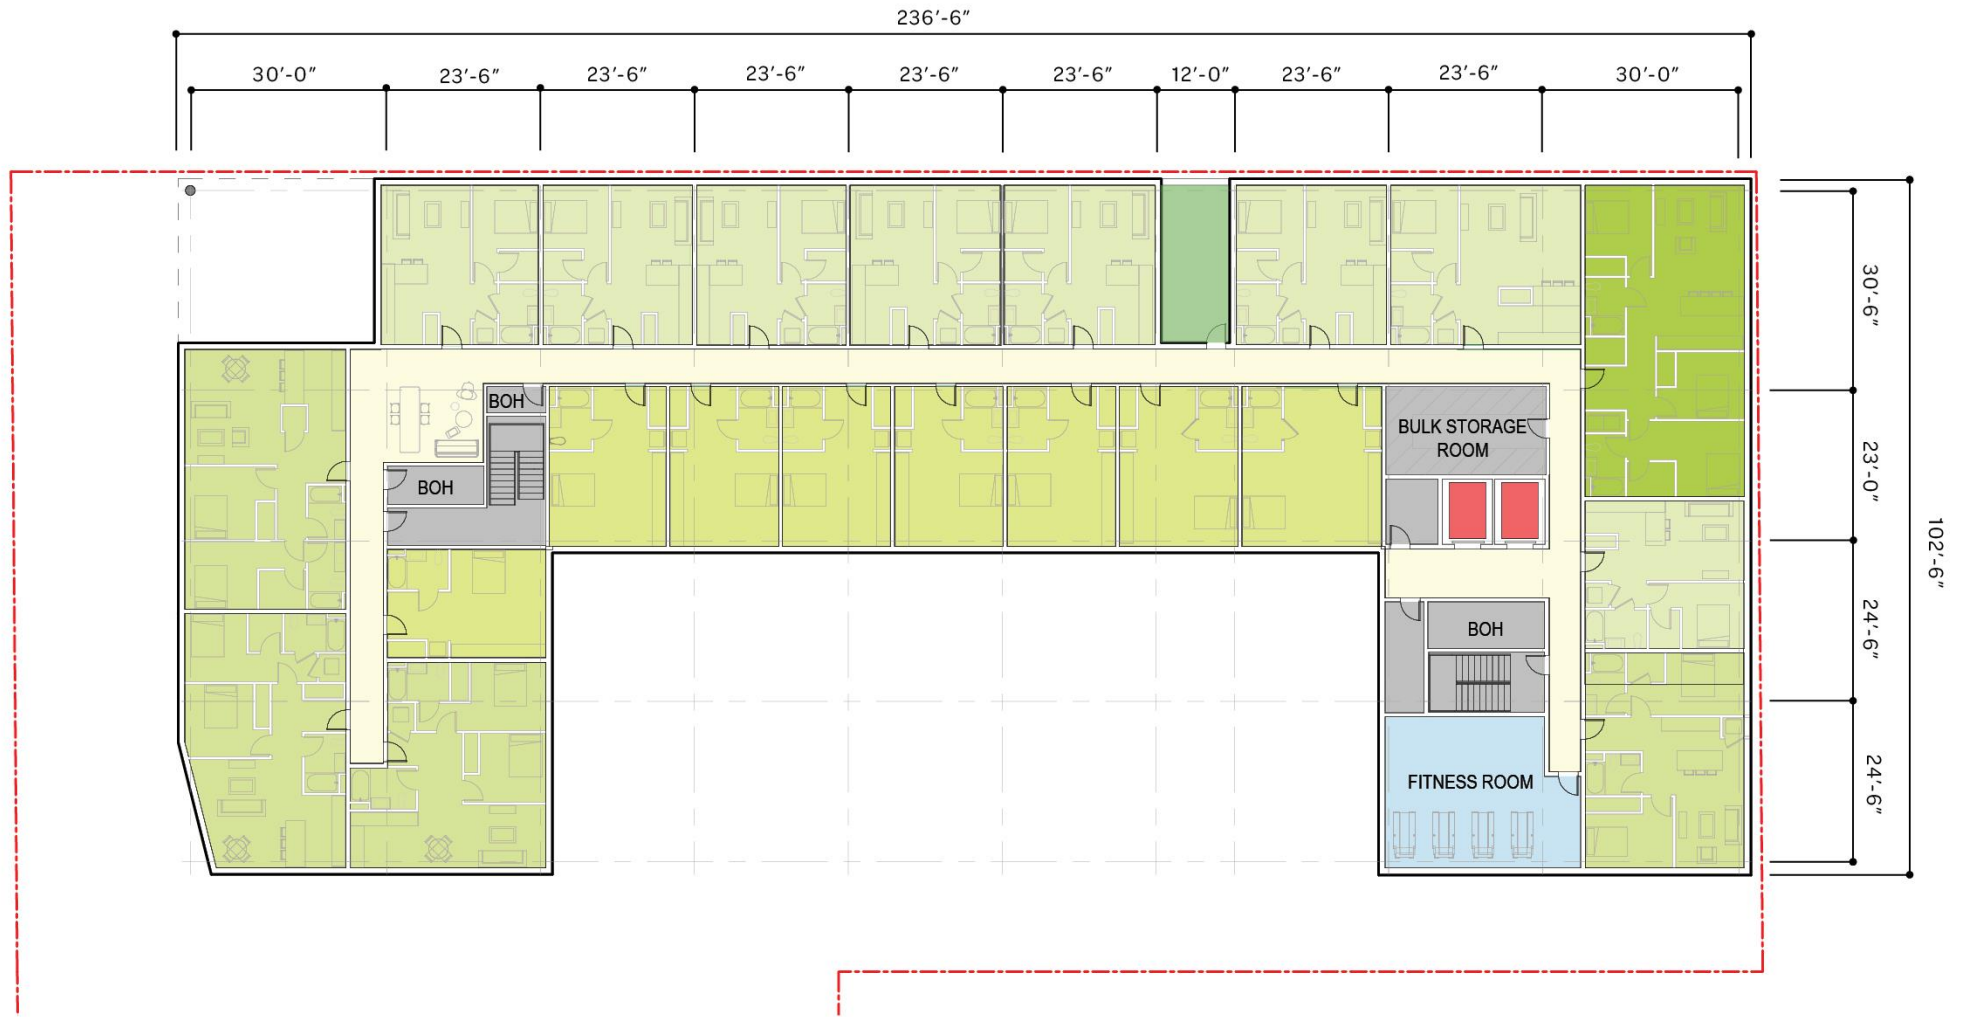 236′-6″
30′-0″
23′-6″
23′-6″
23′-6″
23′-6″
23′-6″
12′-0″
23′-6″
23′-6″
30′-0″
30′-6″
23′-0″
24′-6″
24′-6″
102′-6″
BOH
BOH
BULK STORAGE
ROOM
BOH
FITNESS ROOM